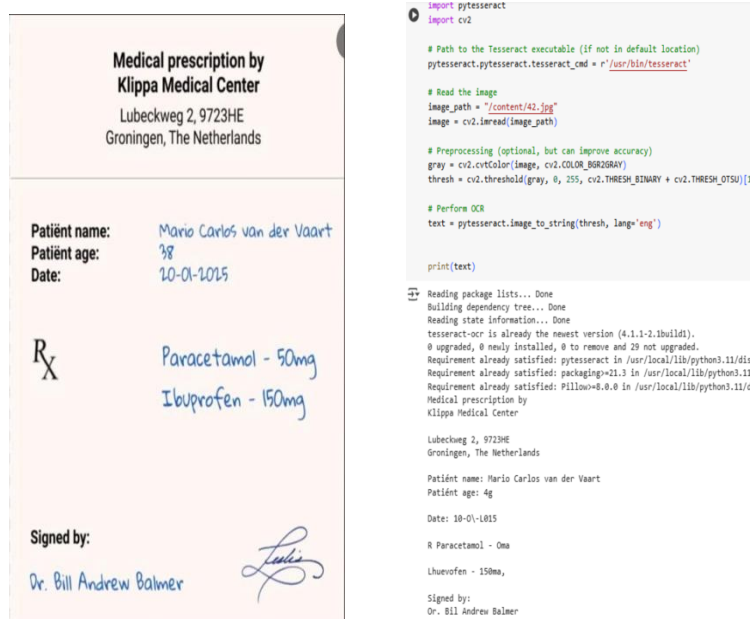 Medical prescription by
Klippa Medical Center
Lubeckweg 2, 9723HE
Groningen, The Netherlands
Patiënt name: Mario Carlos van der Vaart
Patiënt age: 38
Date: 20-01-2025
Rx
Paracetamol - 50mg
Ibuprofen - 150mg
Signed by:
Dr. Bill Andrew Balmer
Leslie
import pytesseract
import cv2
# Path to the Tesseract executable (if not in default location)
pytesseract.pytesseract.tesseract_cmd = r'/usr/bin/tesseract'
# Read the image
image_path = "/content/42.jpg"
image = cv2.imread(image_path)
# Preprocessing (optional, but can improve accuracy)
gray = cv2.cvtColor(image, cv2.COLOR_BGR2GRAY)
thresh = cv2.threshold(gray, 0, 255, cv2.THRESH_BINARY + cv2.THRESH_OTSU)[1
# Perform OCR
text = pytesseract.image_to_string(thresh, lang='eng')
print(text)
Reading package lists... Done
Building dependency tree... Done
Reading state information... Done
tesseract-ocr is already the newest version (4.1.1-2.1build1).
0 upgraded, 0 newly installed, 0 to remove and 29 not upgraded.
Requirement already satisfied: pytesseract in /usr/local/lib/python3.11/dis
Requirement already satisfied: packaging>=21.3 in /usr/local/lib/python3.11
Requirement already satisfied: Pillow>=8.0.0 in /usr/local/lib/python3.11/d
Medical prescription by
Klippa Medical Center
Lubeckweg 2, 9723HE
Groningen, The Netherlands
Patiént name: Mario Carlos van der Vaart
Patiént age: 4g
Date: 10-O\-L015
R Paracetamol - Oma
Lhuevofen - 150ma,
Signed by:
Or. Bil Andrew Balmer